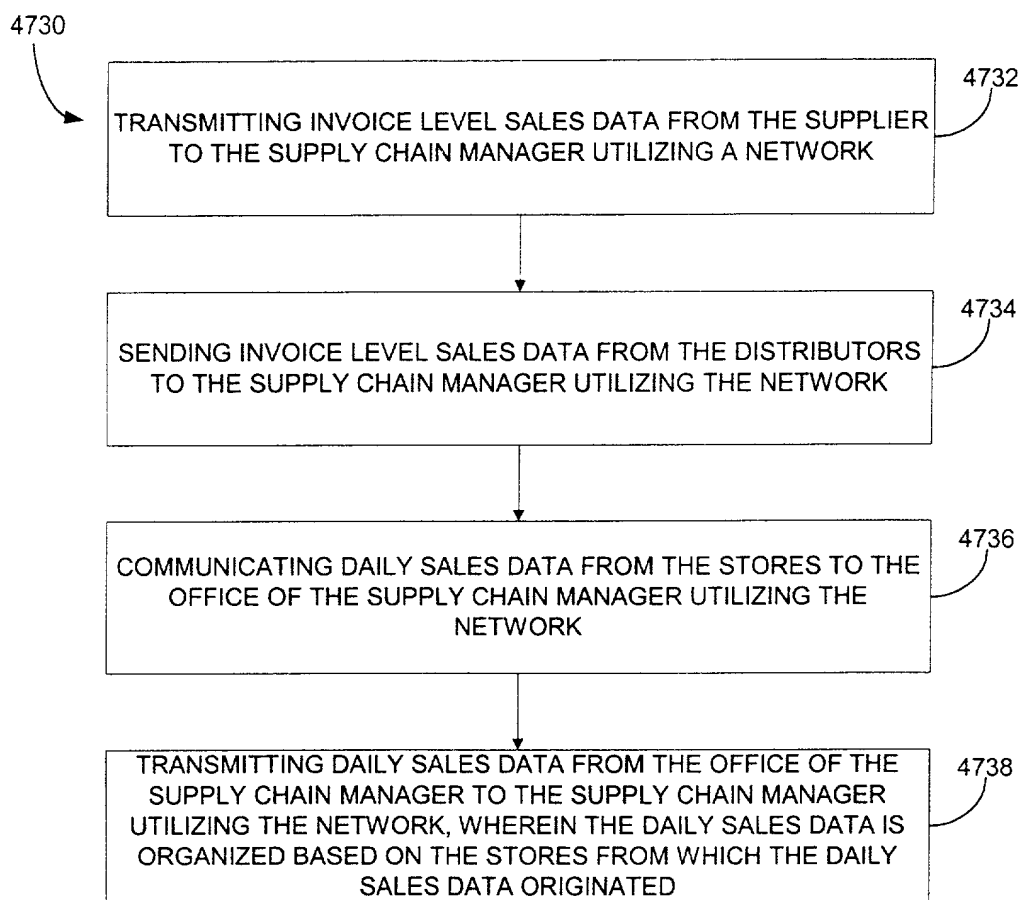 4730
4732
TRANSMITTING INVOICE LEVEL SALES DATA FROM THE SUPPLIER
TO THE SUPPLY CHAIN MANAGER UTILIZING A NETWORK
4734
SENDING INVOICE LEVEL SALES DATA FROM THE DISTRIBUTORS
TO THE SUPPLY CHAIN MANAGER UTILIZING THE NETWORK
4736
COMMUNICATING DAILY SALES DATA FROM THE STORES TO THE
OFFICE OF THE SUPPLY CHAIN MANAGER UTILIZING THE
NETWORK
4738
TRANSMITTING DAILY SALES DATA FROM THE OFFICE OF THE
SUPPLY CHAIN MANAGER TO THE SUPPLY CHAIN MANAGER
UTILIZING THE NETWORK, WHEREIN THE DAILY SALES DATA IS
ORGANIZED BASED ON THE STORES FROM WHICH THE DAILY
SALES DATA ORIGINATED